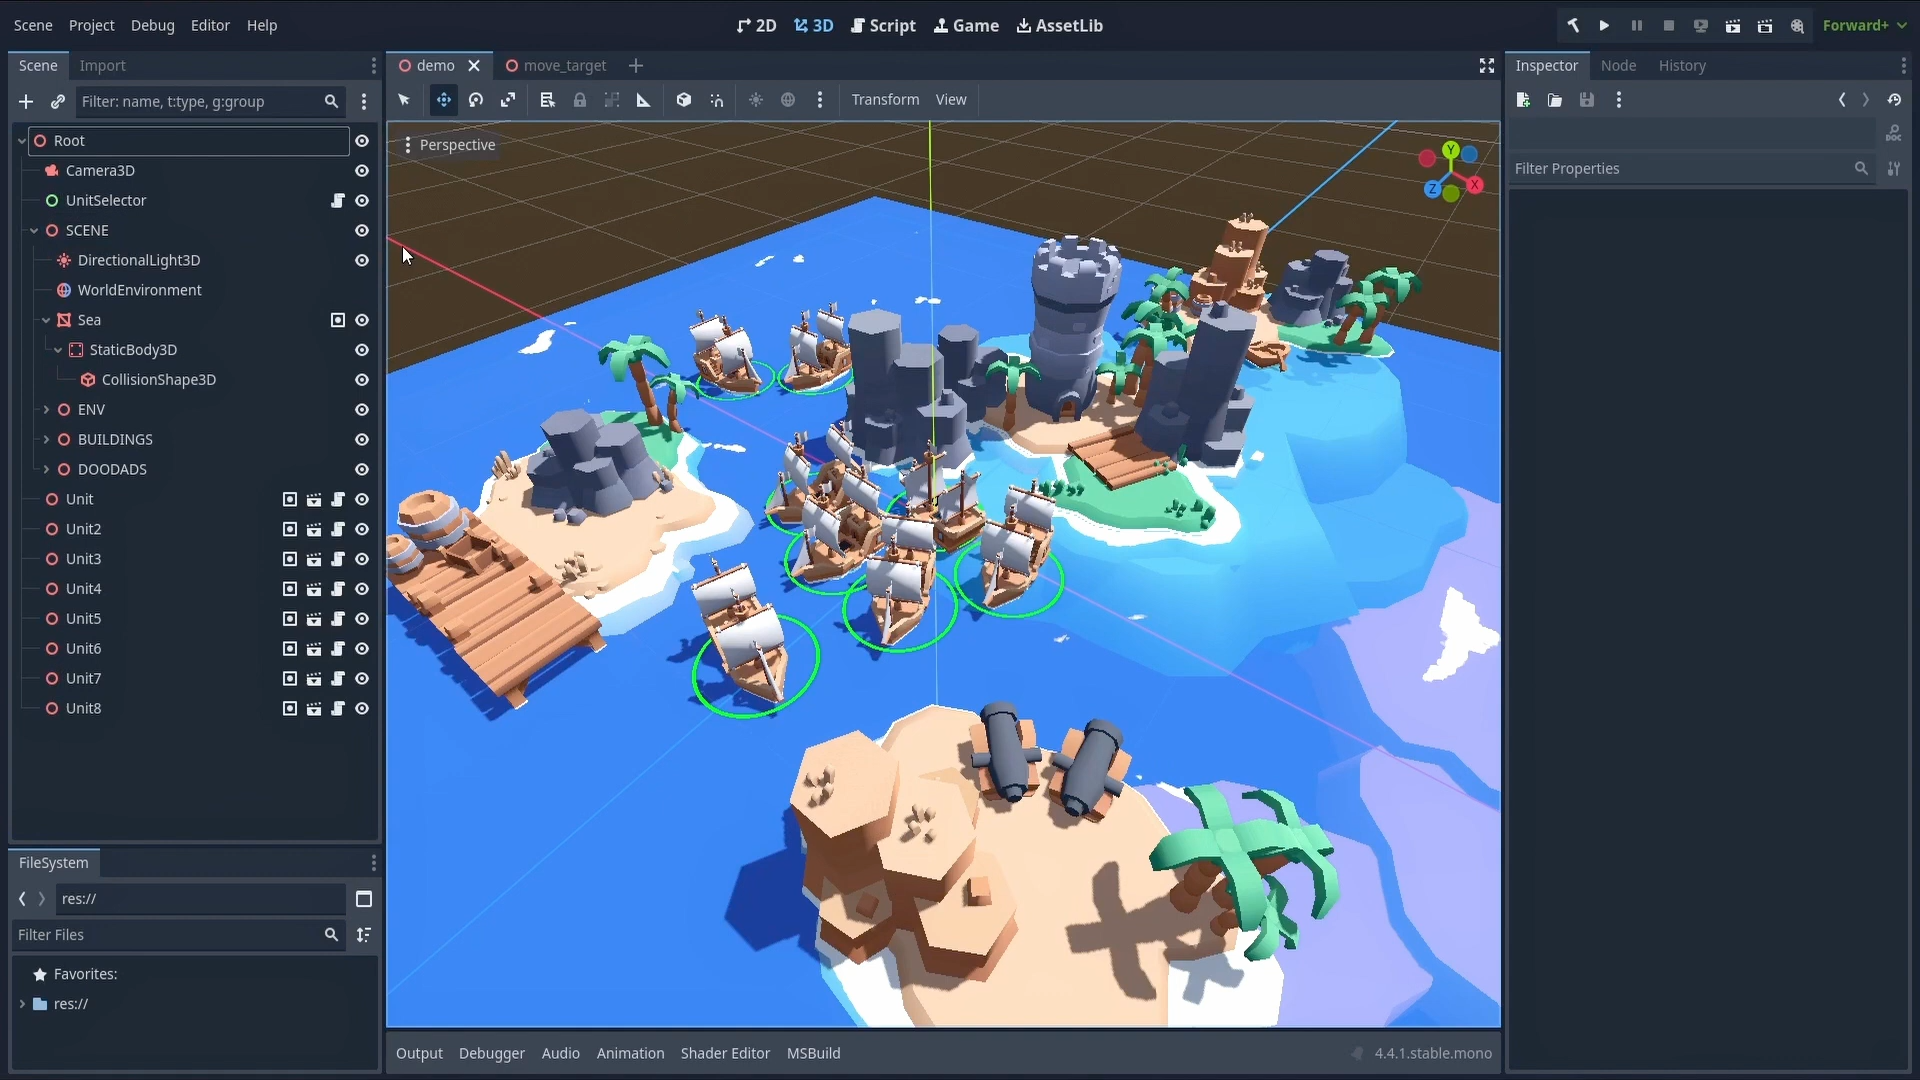 Scene Project Debug Editor Help
2D 3D Script Game AssetLib
Forward+
Scene Import
Filter: name, t:type, g:group
Root
Camera3D
UnitSelector
SCENE
DirectionalLight3D
WorldEnvironment
Sea
StaticBody3D
CollisionShape3D
ENV
BUILDINGS
DOODADS
Unit
Unit2
Unit3
Unit4
Unit5
Unit6
Unit7
Unit8
FileSystem
res://
Filter Files
Favorites:
res://
demo move_target
Transform View
Perspective
Y
Z X
Output Debugger Audio Animation Shader Editor MSBuild 4.4.1.stable.mono
Inspector Node History
DOC
Filter Properties